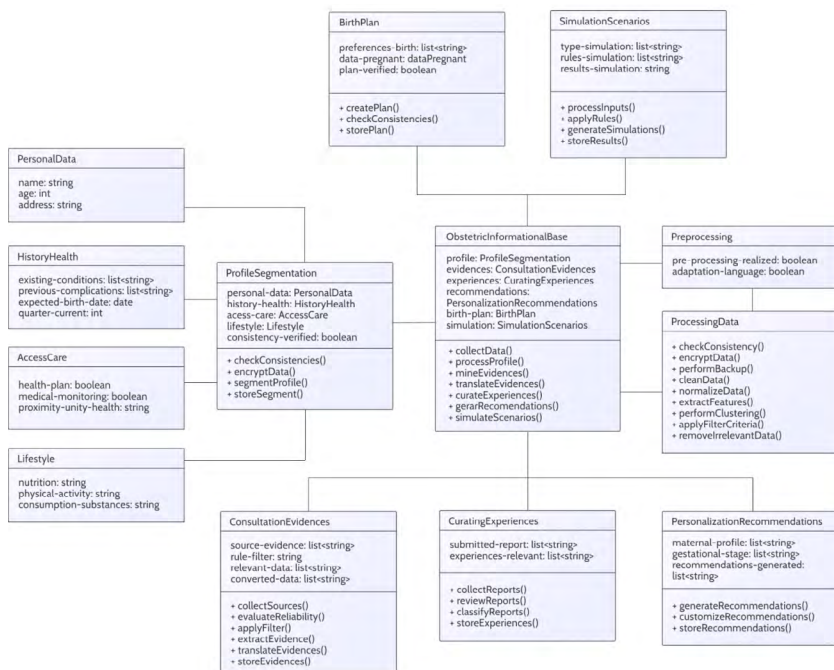 BirthPlan
preferences-birth: list<string>
data-pregnant: dataPregnant
plan-verified: boolean
+ createPlan()
+ checkConsistencies()
+ storePlan()
SimulationScenarios
type-simulation: list<string>
rules-simulation: list<string>
results-simulation: string
+ processInputs()
+ applyRules()
+ generateSimulations()
+ storeResults()
PersonalData
name: string
age: int
address: string
HistoryHealth
existing-conditions: list<string>
previous-complications: list<string>
expected-birth-date: date
quarter-current: int
AccessCare
health-plan: boolean
medical-monitoring: boolean
proximity-unity-health: string
Lifestyle
nutrition: string
physical-activity: string
consumption-substances: string
ProfileSegmentation
personal-data: PersonalData
history-health: HistoryHealth
acess-care: AccessCare
lifestyle: Lifestyle
consistency-verified: boolean
+ checkConsistencies()
+ encryptData()
+ segmentProfile()
+ storeSegment()
ObstetricInformationalBase
profile: ProfileSegmentation
evidences: ConsultationEvidences
experiences: CuratingExperiences
recommendations:
PersonalizationRecommendations
birth-plan: BirthPlan
simulation: SimulationScenarios
+ collectData()
+ processProfile()
+ mineEvidences()
+ translateEvidences()
+ curateExperiences()
+ gerarRecomendations()
+ simulateScenarios()
Preprocessing
pre-processing-realized: boolean
adaptation-language: boolean
ProcessingData
+ checkConsistency()
+ encryptData()
+ performBackup()
+ cleanData()
+ normalizeData()
+ extractFeatures()
+ performClustering()
+ applyFilterCriteria()
+ removeIrrelevantData()
ConsultationEvidences
source-evidence: list<string>
rule-filter: string
relevant-data: list<string>
converted-data: list<string>
+ collectSources()
+ evaluateReliability()
+ applyFilter()
+ extractEvidence()
+ translateEvidences()
+ storeEvidences()
CuratingExperiences
submitted-report: list<string>
experiences-relevant: list<string>
+ collectReports()
+ reviewReports()
+ classifyReports()
+ storeExperiences()
PersonalizationRecommendations
maternal-profile: list<string>
gestational-stage: list<string>
recommendations-generated:
list<string>
+ generateRecommendations()
+ customizeRecommendations()
+ storeRecommendations()